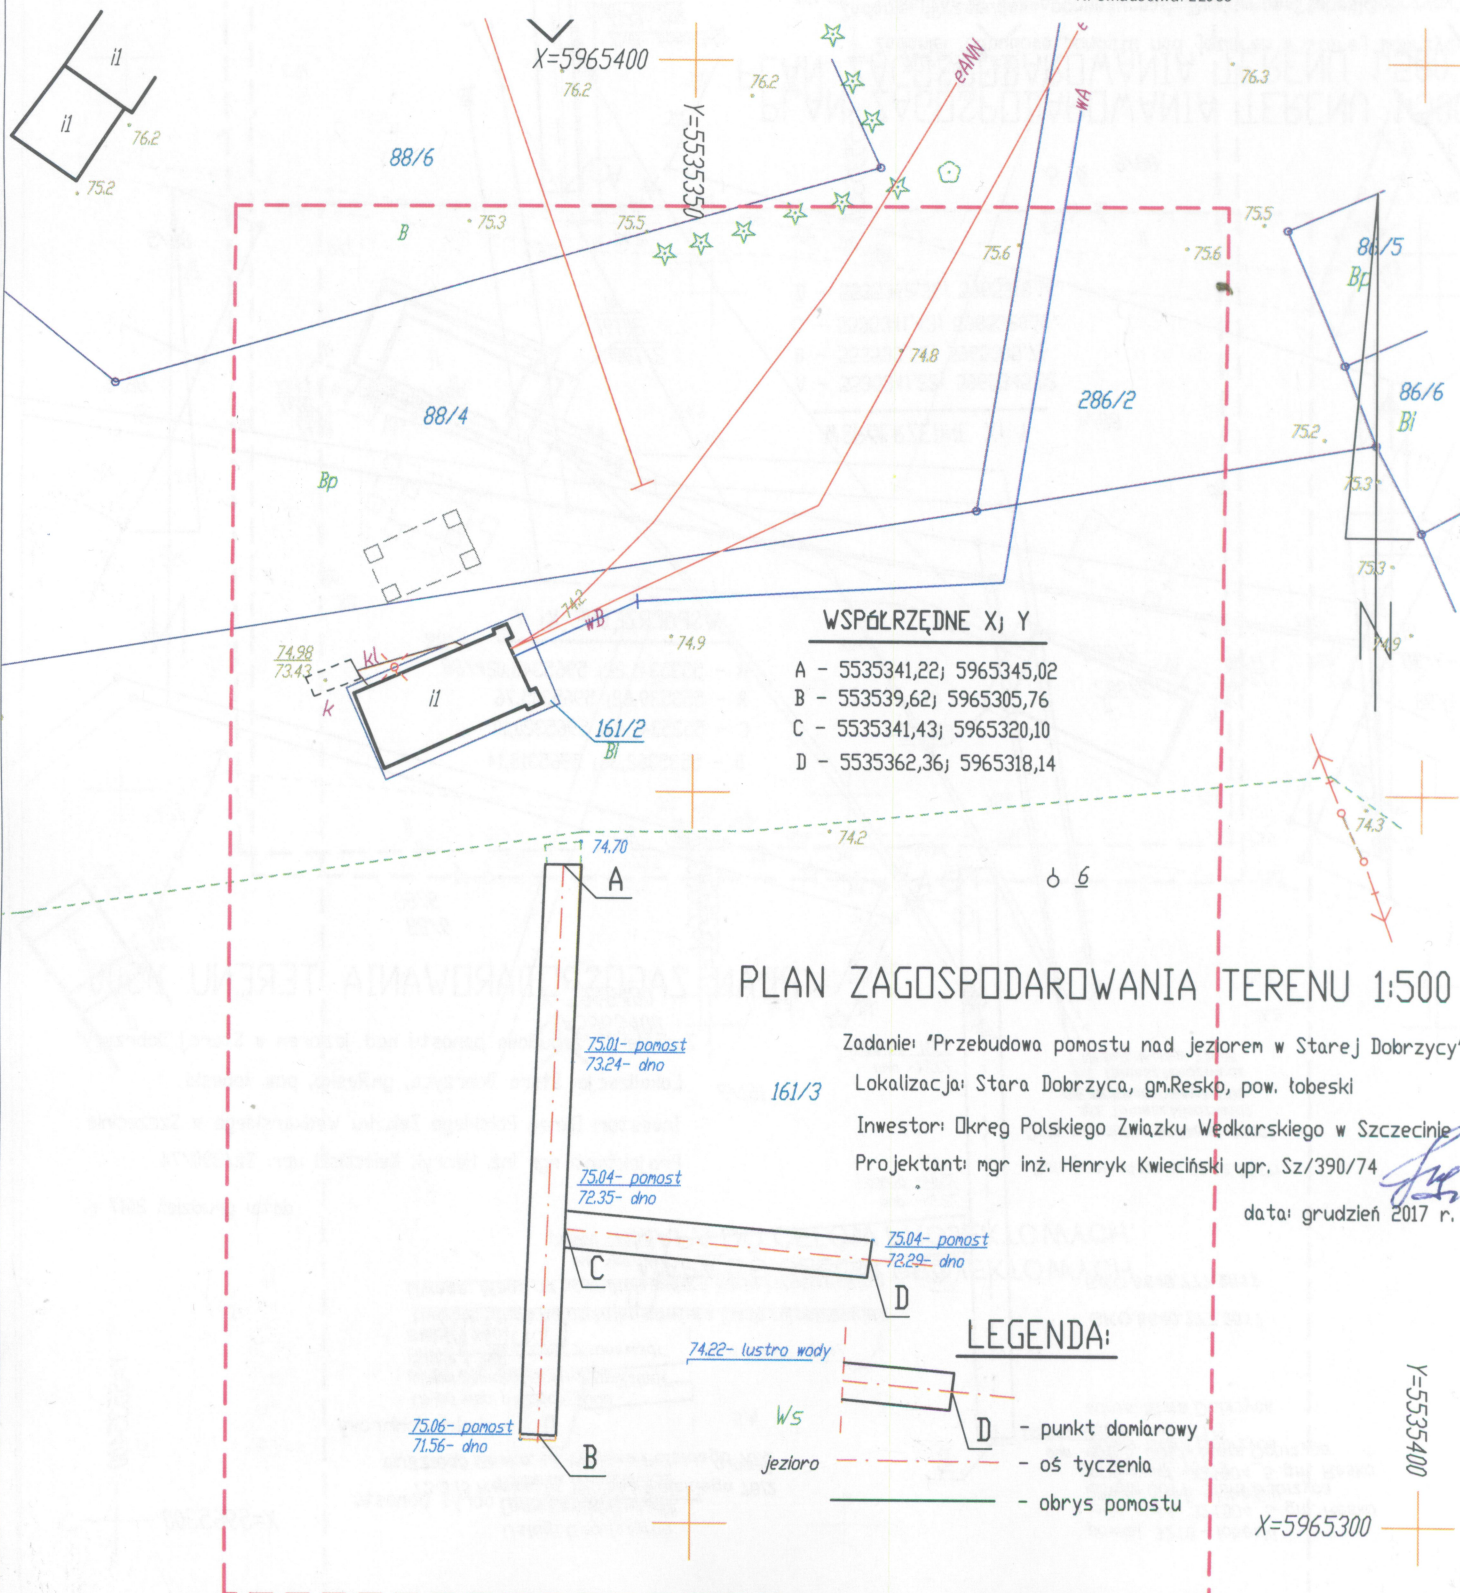 i1
i1
76.2
75.2
X=5965400
76.2
76.2
Y=5535350
eANN
t
wA
76.3
88/6
B
75.3
75.5
75.6
75.6
75.5
86/5
Bp
74.8
88/4
286/2
86/6
Bi
75.2
Bp
75.3
75.3
74.2
wB
74.9
74.9
74.98
73.43
kl
k
i1
161/2
Bi
WSPÓŁRZĘDNE X; Y
A - 5535341,22; 5965345,02
B - 553539,62; 5965305,76
C - 5535341,43; 5965320,10
D - 5535362,36; 5965318,14
74.70
74.2
74.3
A
6
PLAN ZAGOSPODAROWANIA TERENU 1:500
Zadanie: "Przebudowa pomostu nad jeziorem w Starej Dobrzycy"
161/3
Lokalizacja: Stara Dobrzyca, gm.Resko, pow. łobeski
Inwestor: Okreg Polskiego Związku Wędkarskiego w Szczecinie
Projektant: mgr inż. Henryk Kwieciński upr. Sz/390/74
data: grudzień 2017 r.
75.01- pomost
73.24- dno
75.04- pomost
72.35- dno
75.04- pomost
72.29- dno
C
D
74.22- lustro wody
LEGENDA:
Ws
D - punkt domiarowy
jezioro
- oś tyczenia
- obrys pomostu
75.06- pomost
71.56- dno
B
Y=5535400
X=5965300